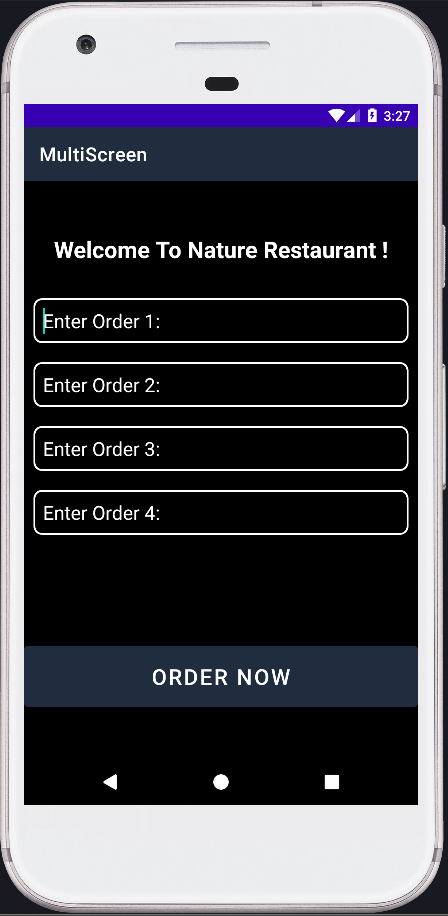 3:27
MultiScreen
Welcome To Nature Restaurant !
Enter Order 1:
Enter Order 2:
Enter Order 3:
Enter Order 4:
ORDER NOW